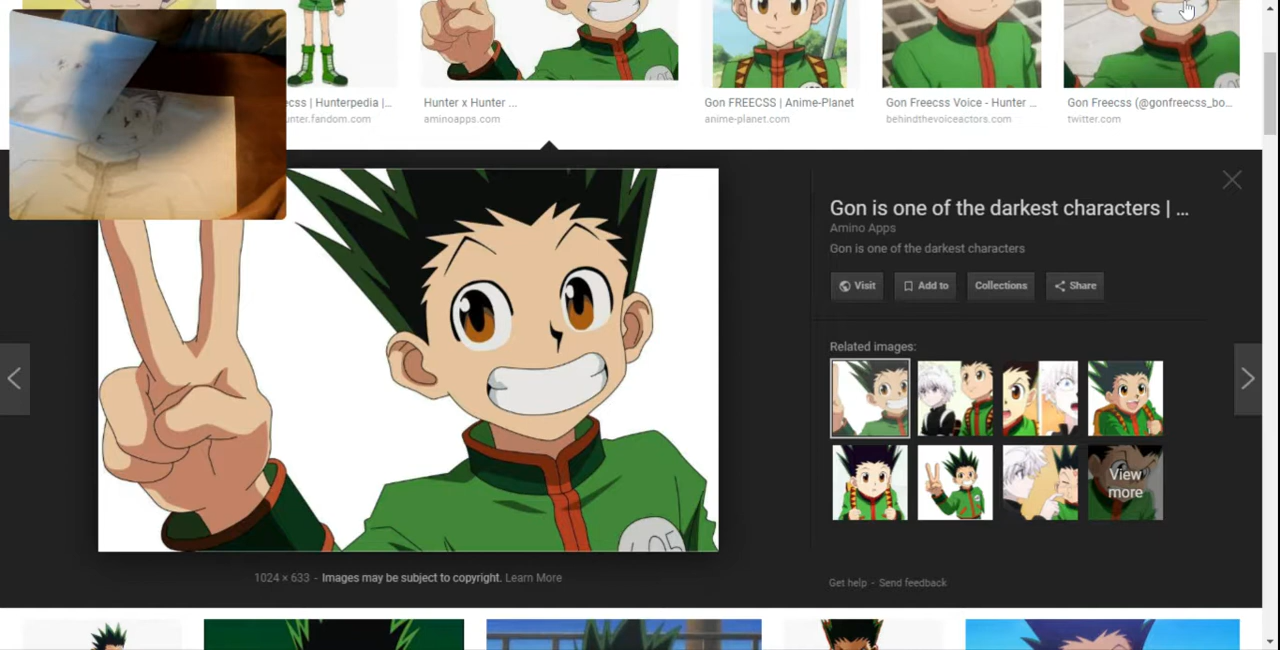 ecss | Hunterpedia |...
unter.fandom.com
Hunter x Hunter ...
aminoapps.com
Gon FREECSS | Anime-Planet
anime-planet.com
Gon Freecss Voice - Hunter ...
behindthevoiceactors.com
Gon Freecss (@gonfreecss_bo...
twitter.com
Gon is one of the darkest characters | ...
Amino Apps
Gon is one of the darkest characters
Visit
Add to
Collections
Share
Related images:
View
more
405
1024 × 633 - Images may be subject to copyright. Learn More
Get help - Send feedback